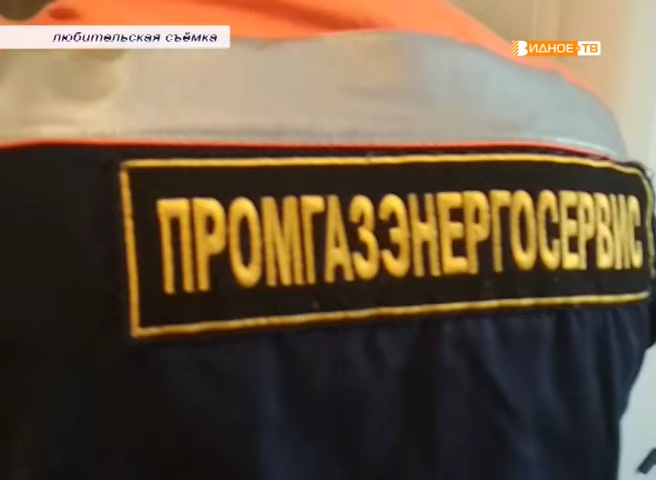 любительская съёмка
ВИДНОЕ ТВ
ПРОМГАЗЭНЕРГОСЕРВИС